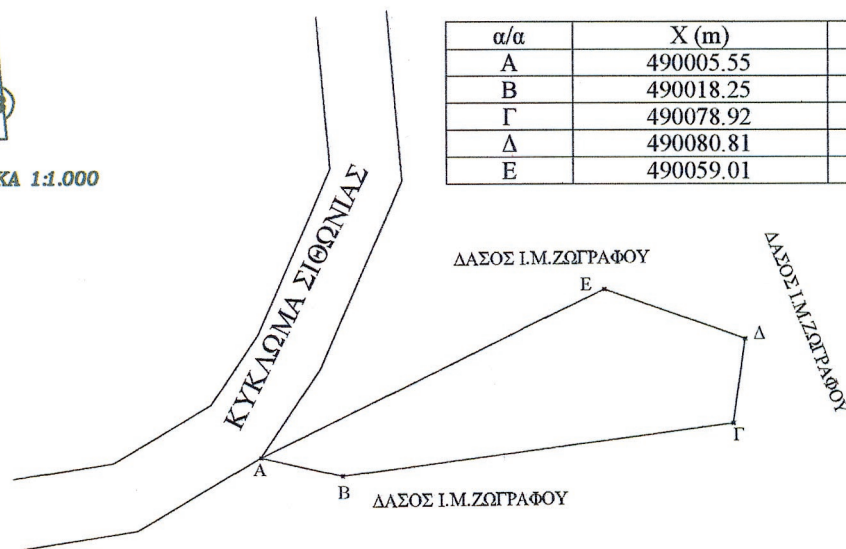 α/α X (m)
Α 490005.55
Β 490018.25
Γ 490078.92
Δ 490080.81
Ε 490059.01
1:1.000
ΚΥΚΛΩΜΑ ΣΙΘΩΝΙΑΣ
ΔΑΣΟΣ Ι.Μ.ΖΩΓΡΑΦΟΥ
ΔΑΣΟΣ Ι.Μ.ΖΩΓΡΑΦΟΥ
Ε
Δ
Γ
Α
Β
ΔΑΣΟΣ Ι.Μ.ΖΩΓΡΑΦΟΥ